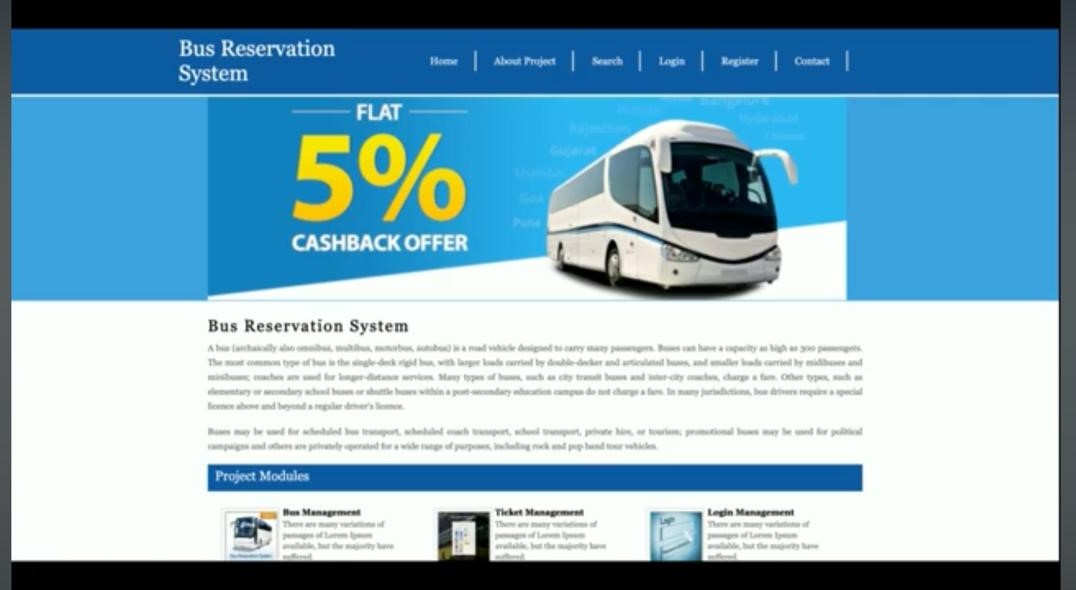 Bus Reservation
System
Home
About Project
Search
Login
Register
Contact
FLAT
5%
CASHBACK OFFER
Bangalore
Hyderabad
Chennai
Rajasthan
Gujarat
Mumbai
Goa
Pune
Bus Reservation System
A bus (archaically also omnibus, multibus, motorbus, autobus) is a road vehicle designed to carry many passengers. Buses can have a capacity as high as 300 passengers.
The most common type of bus is the single-deck rigid bus, with larger loads carried by double-decker and articulated buses, and smaller loads carried by midibuses and
minibuses; coaches are used for longer-distance services. Many types of buses, such as city transit buses and inter-city coaches, charge a fare. Other types, such as
elementary or secondary school buses or shuttle buses within a post-secondary education campus do not charge a fare. In many jurisdictions, bus drivers require a special
licence above and beyond a regular driver's licence.
Buses may be used for scheduled bus transport, scheduled coach transport, school transport, private hire, or tourism; promotional buses may be used for political
campaigns and others are privately operated for a wide range of purposes, including rock and pop band tour vehicles.
Project Modules
Bus Management
There are many variations of
passages of Lorem Ipsum
available, but the majority have
suffered.
Bus Reservation System
Ticket Management
There are many variations of
passages of Lorem Ipsum
available, but the majority have
suffered.
Login
Login Management
There are many variations of
passages of Lorem Ipsum
available, but the majority have
suffered.